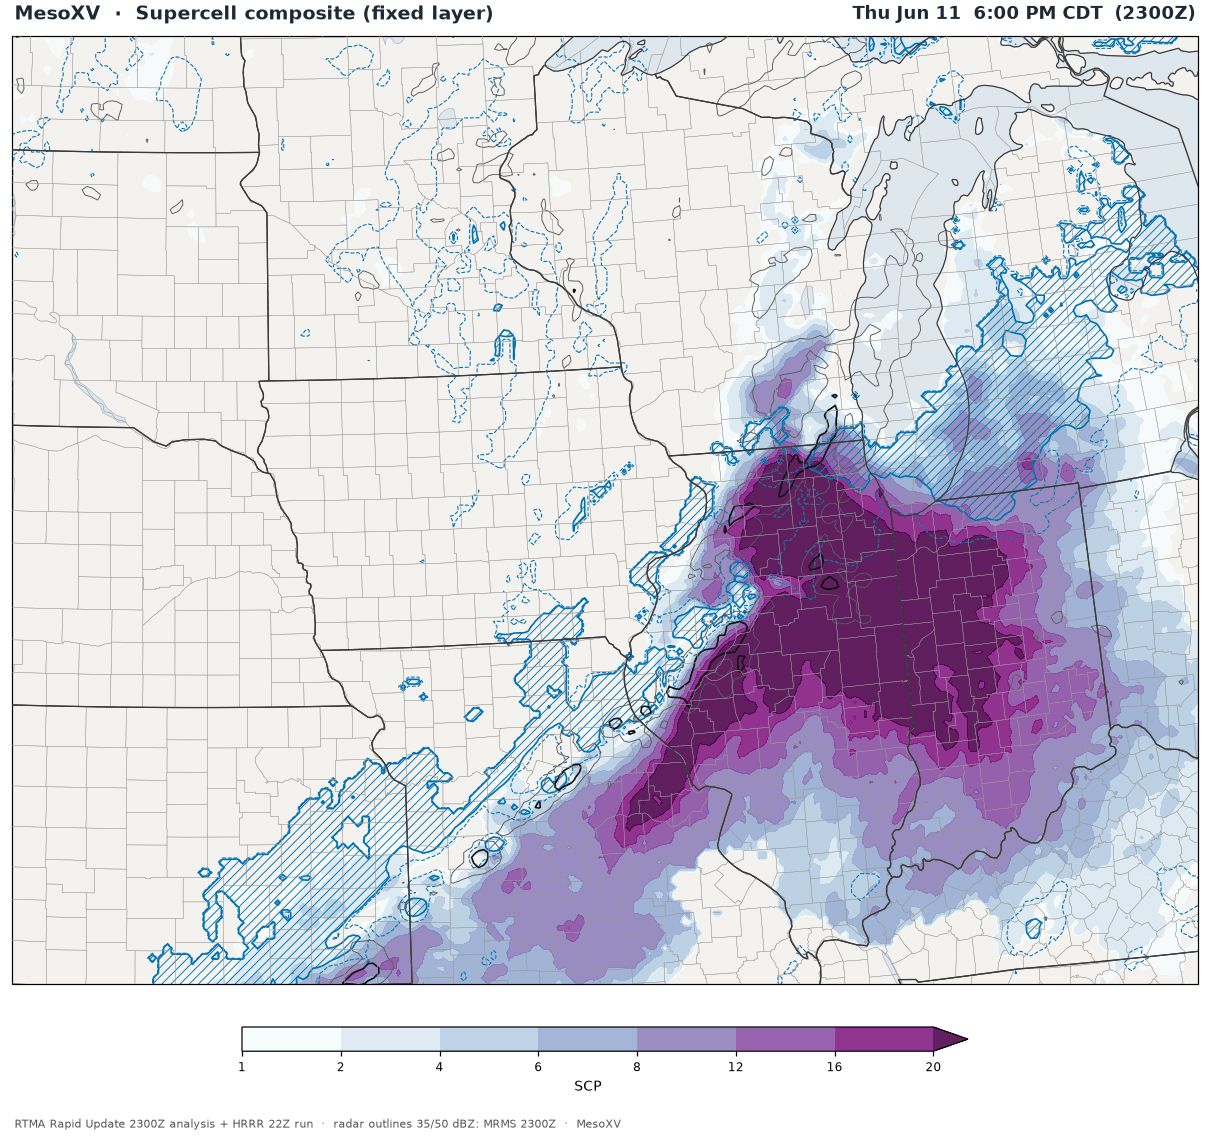 MesoXV · Supercell composite (fixed layer)
Thu Jun 11 6:00 PM CDT (2300Z)
1 2 4 6 8 12 16 20
SCP
RTMA Rapid Update 2300Z analysis + HRRR 22Z run · radar outlines 35/50 dBZ: MRMS 2300Z · MesoXV